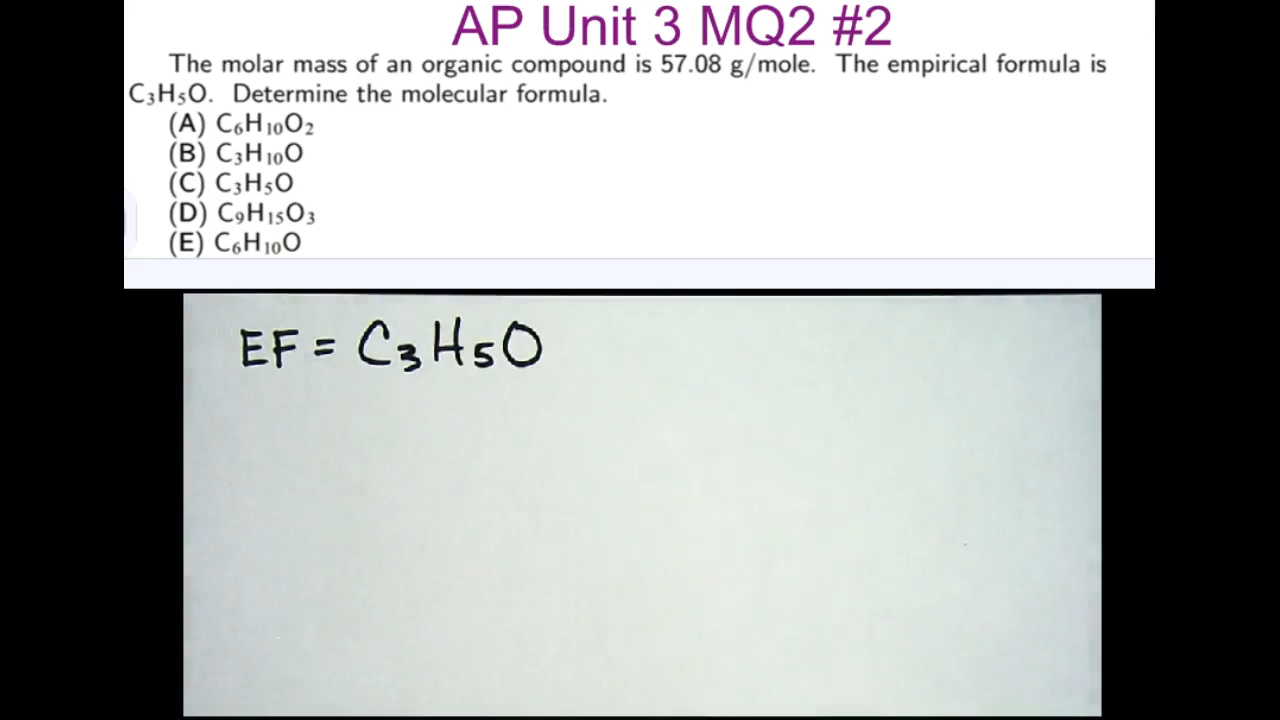 AP Unit 3 MQ2 #2
The molar mass of an organic compound is 57.08 g/mole. The empirical formula is
C₃H₅O. Determine the molecular formula.
(A) C₆H₁₀O₂
(B) C₃H₁₀O
(C) C₃H₅O
(D) C₉H₁₅O₃
(E) C₆H₁₀O
EF = C₃H₅O